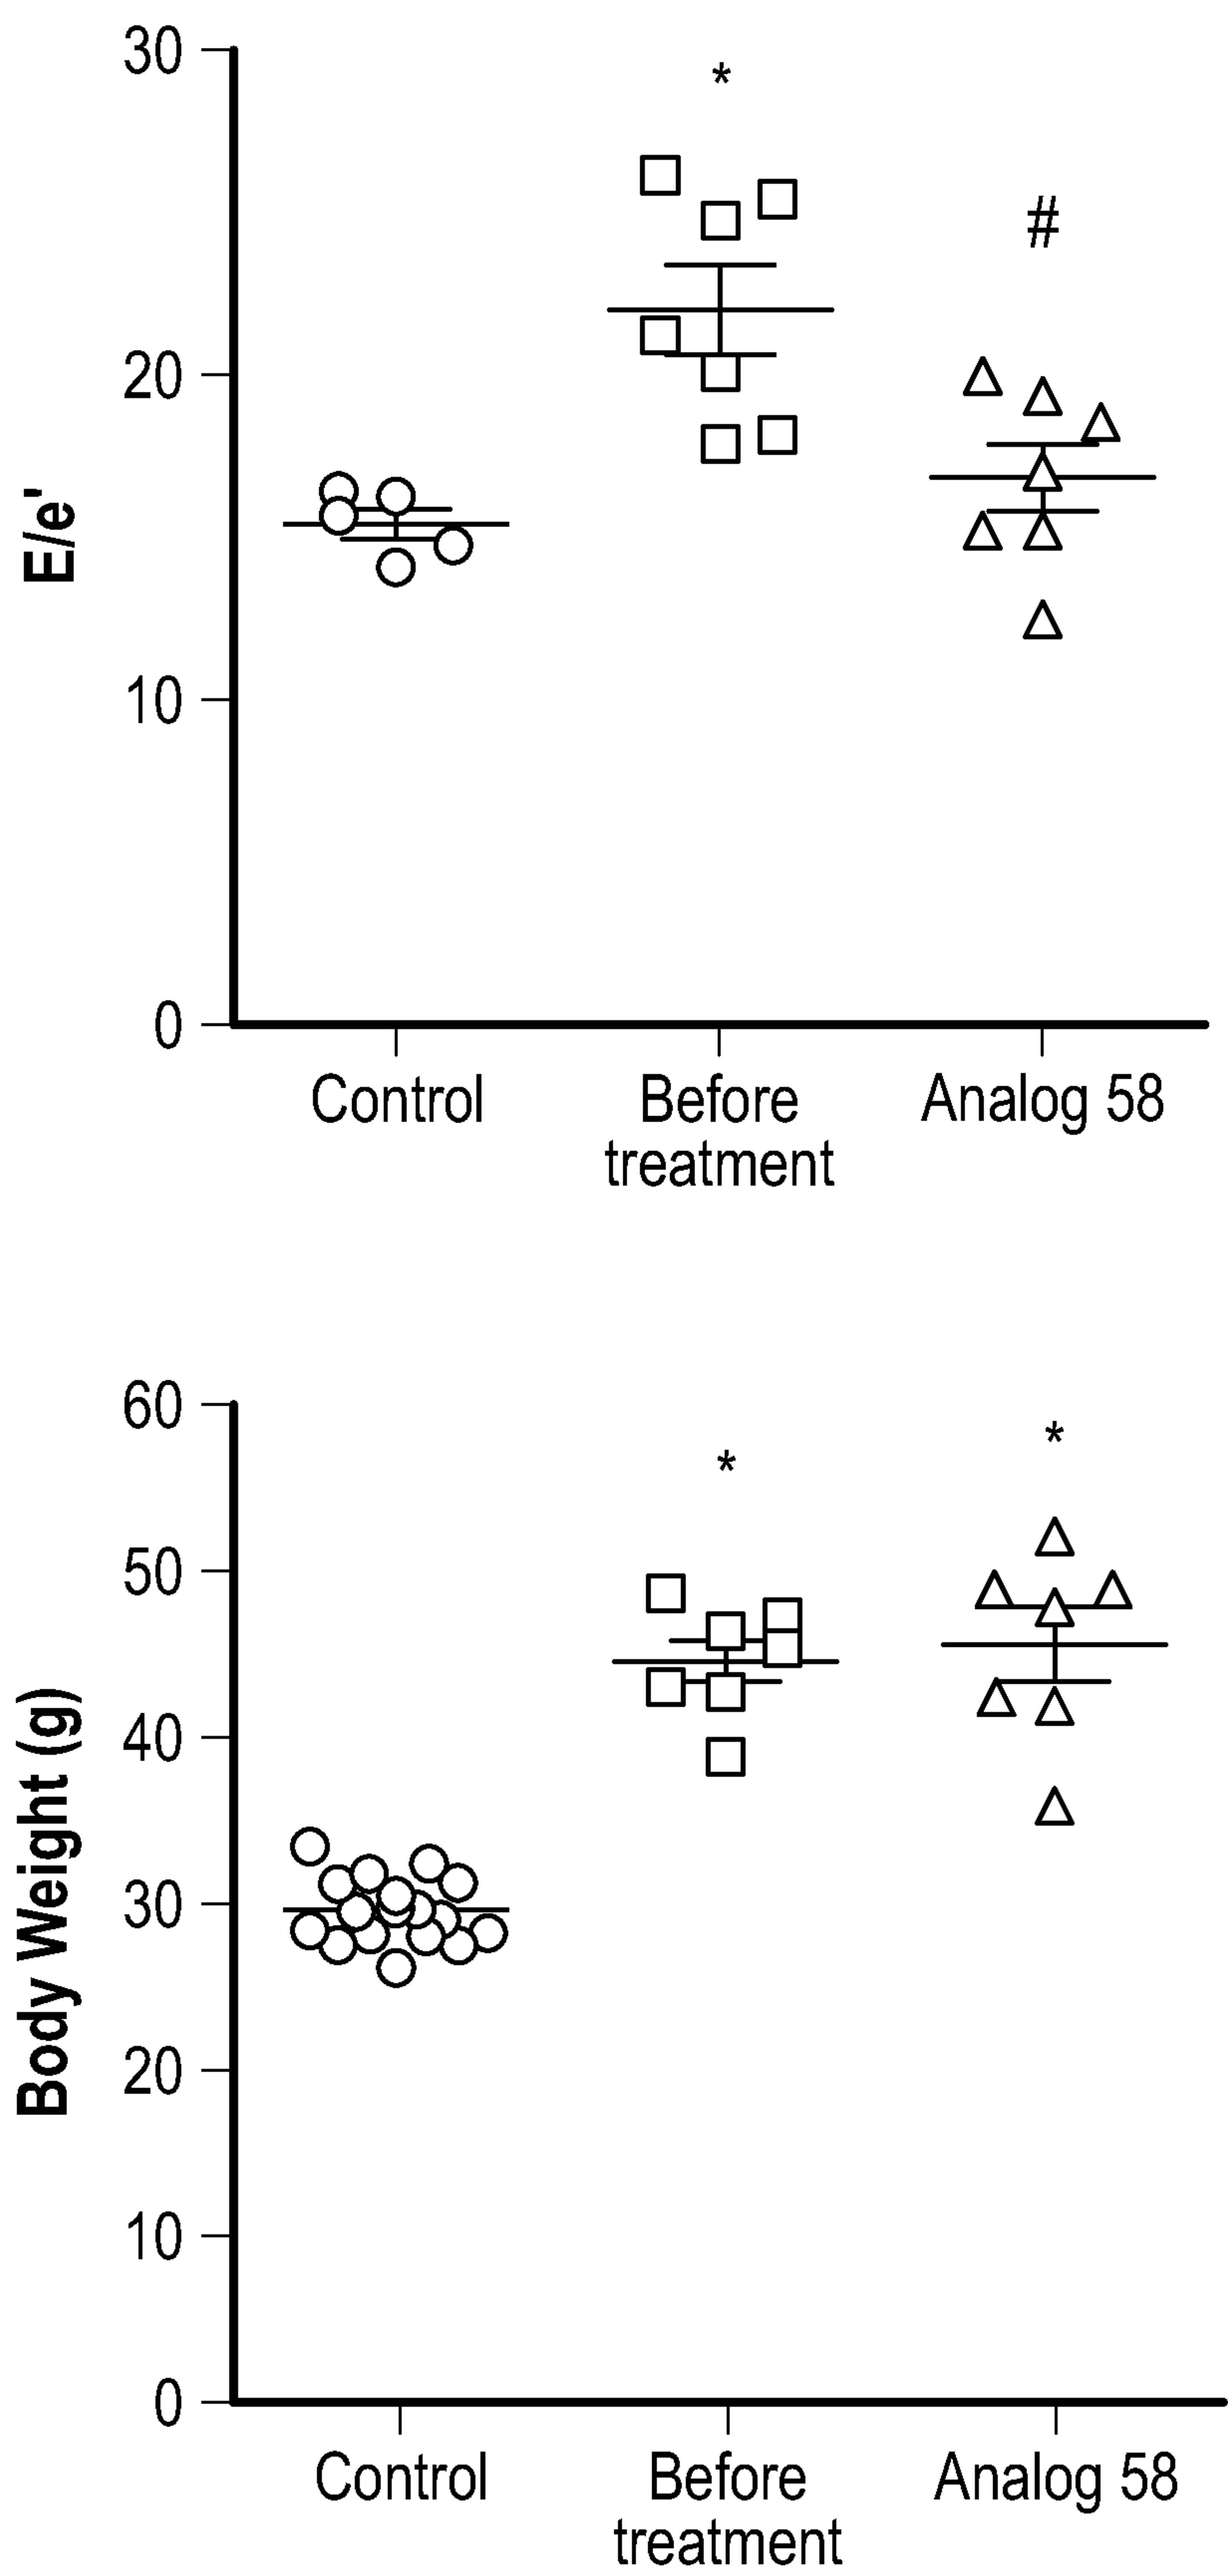 30
*
#
20
E/e'
10
0
Control
Before
treatment
Analog 58
60
*
*
50
Body Weight (g)
40
30
20
10
0
Control
Before
treatment
Analog 58